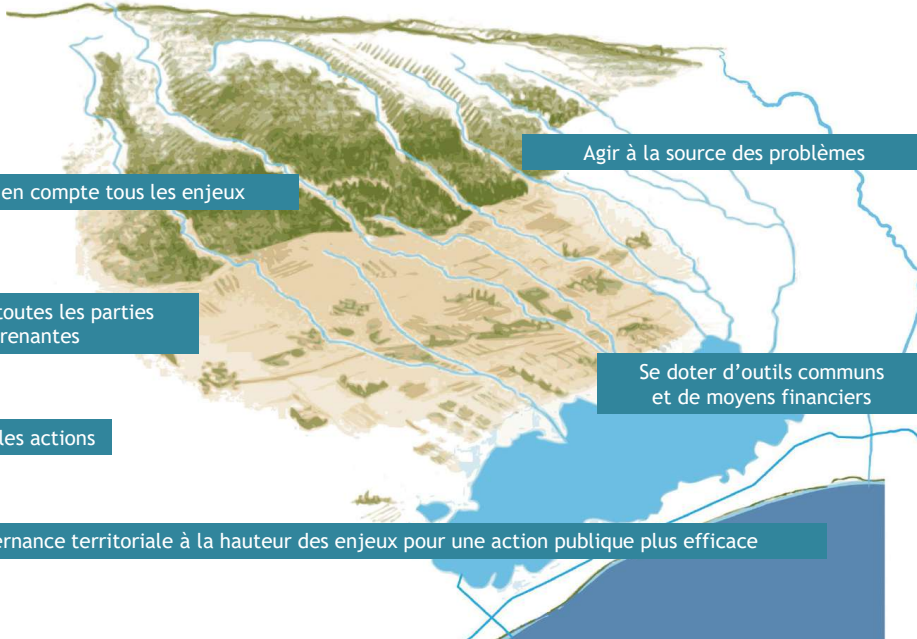 Agir à la source des problèmes
en compte tous les enjeux
toutes les parties
renantes
Se doter d'outils communs
et de moyens financiers
les actions
ernance territoriale à la hauteur des enjeux pour une action publique plus efficace